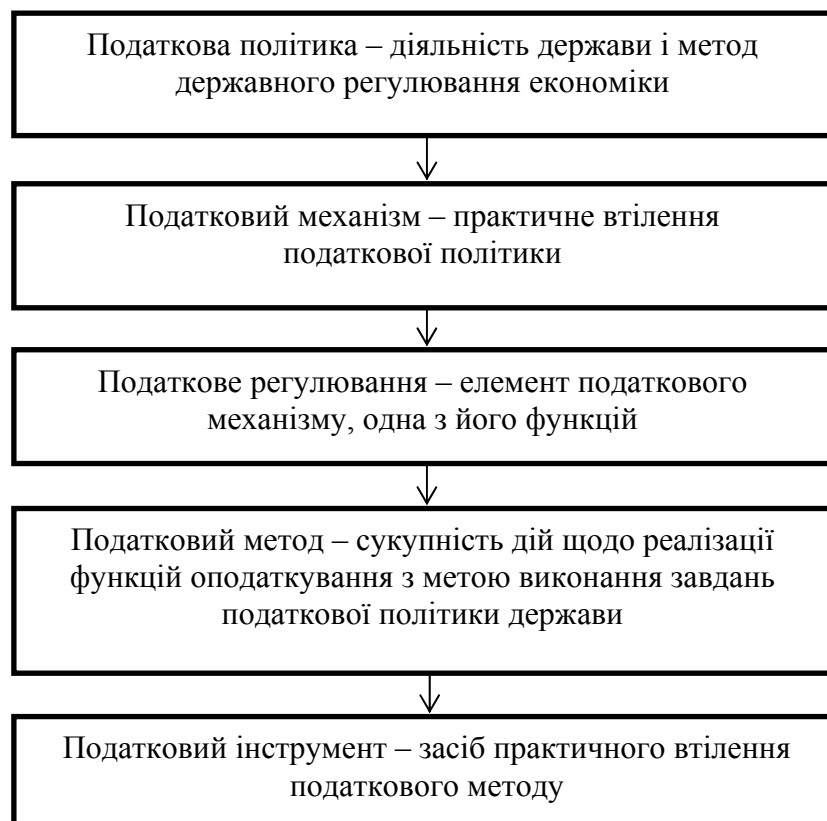 Податкова політика – діяльність держави і метод
державного регулювання економіки
Податковий механізм – практичне втілення
податкової політики
Податкове регулювання – елемент податкового
механізму, одна з його функцій
Податковий метод – сукупність дій щодо реалізації
функцій оподаткування з метою виконання завдань
податкової політики держави
Податковий інструмент – засіб практичного втілення
податкового методу